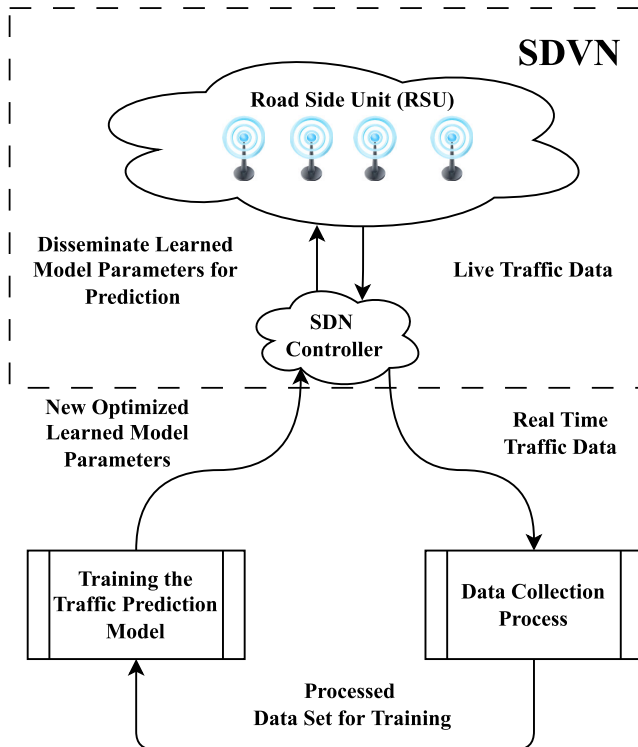 SDVN
Road Side Unit (RSU)
Disseminate Learned
Model Parameters for
Prediction
Live Traffic Data
SDN
Controller
New Optimized
Learned Model
Parameters
Real Time
Traffic Data
Training the
Traffic Prediction
Model
Data Collection
Process
Processed
Data Set for Training